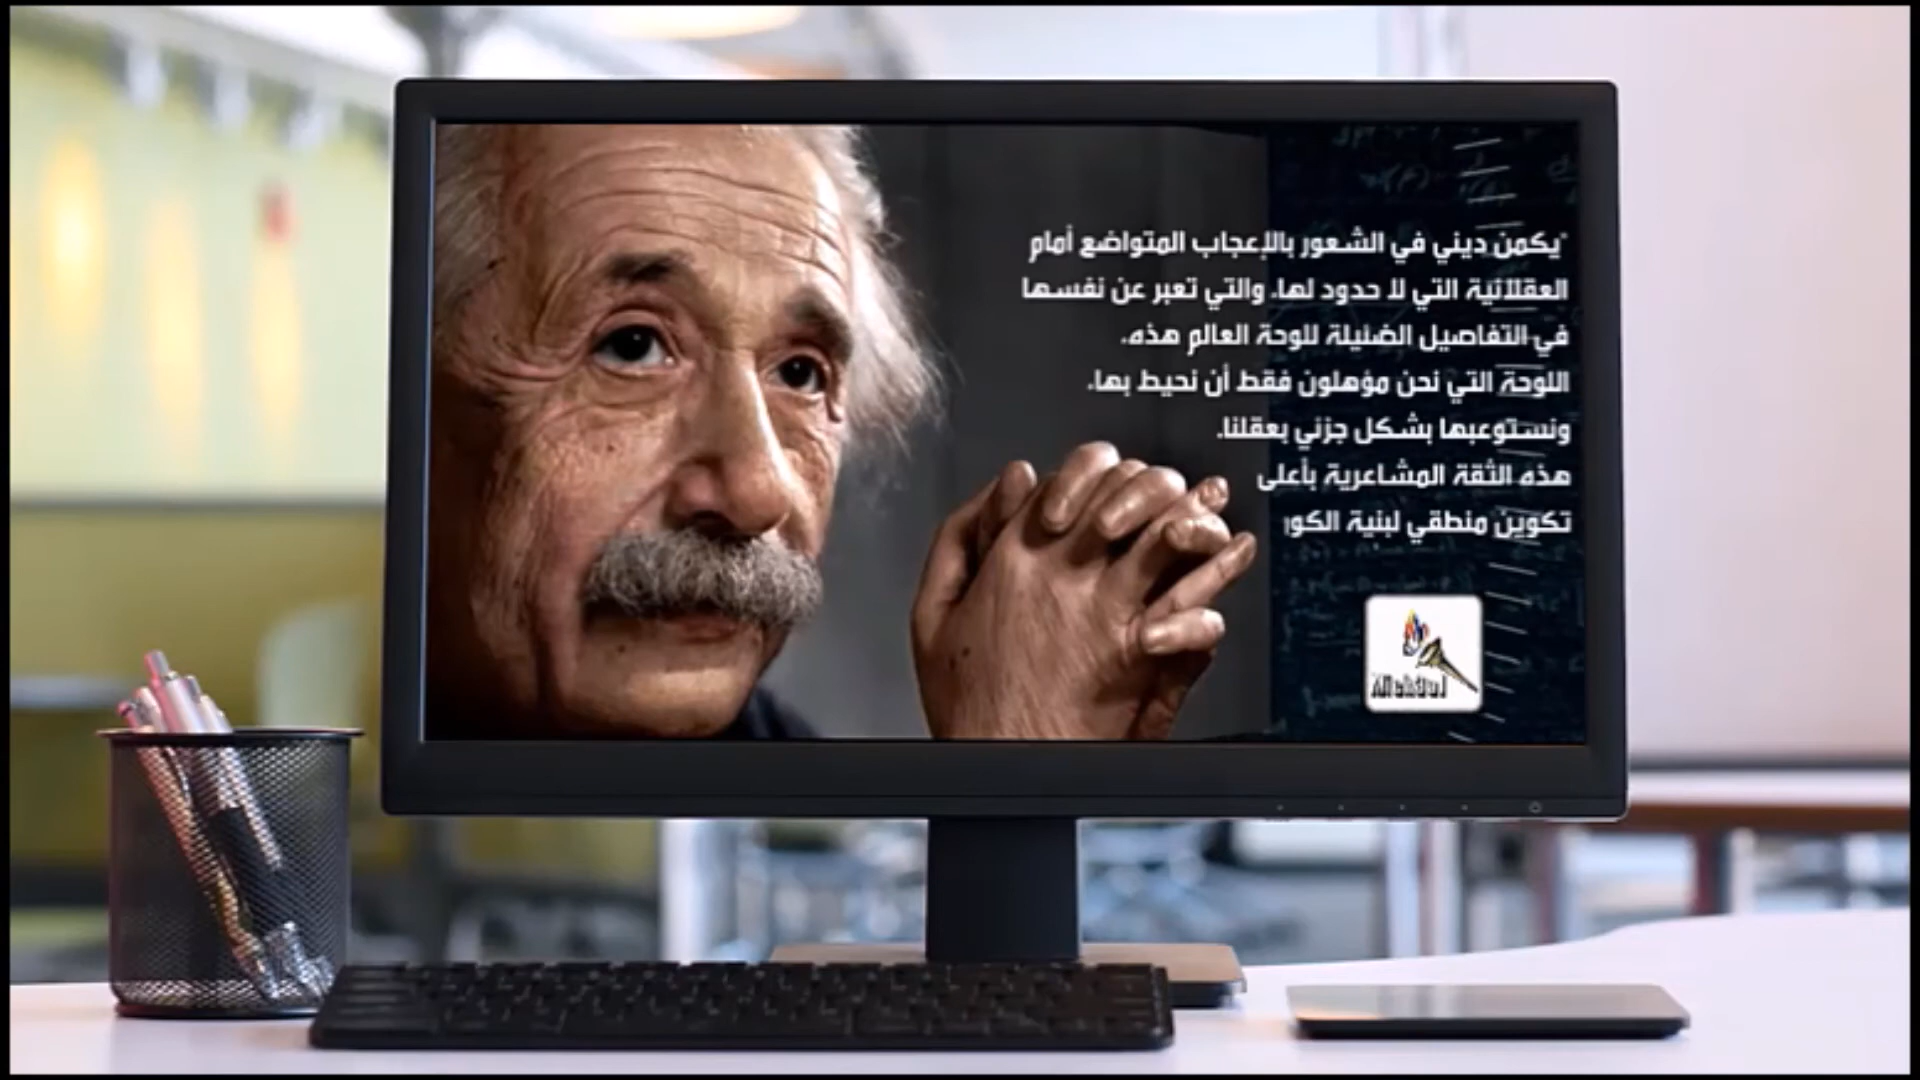 "يكمن ديني في الشعور بالإعجاب المتواضع أمام
العقلانية التي لا حدود لها، والتي تعبر عن نفسها
في التفاصيل الضئيلة للوحة العالم هذه،
اللوحة التي نحن مؤهلون فقط أن نحيط بها،
ونستوعبها بشكل جزئي بعقلنا.
هذه الثقة المشاعرية بأعلى
تكوين منطقي لبنية الكو